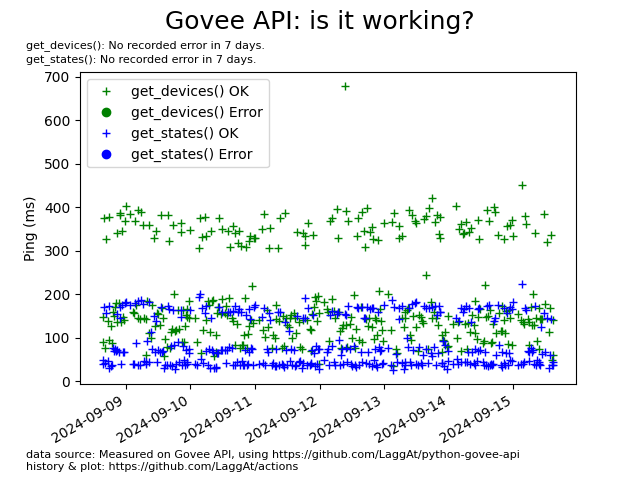 Govee API: is it working?
get_devices(): No recorded error in 7 days.
get_states(): No recorded error in 7 days.
get_devices() OK
get_devices() Error
get_states() OK
get_states() Error
Ping (ms)
700
600
500
400
300
200
100
0
2024-09-09
2024-09-10
2024-09-11
2024-09-12
2024-09-13
2024-09-14
2024-09-15
data source: Measured on Govee API, using https://github.com/LaggAt/python-govee-api
history & plot: https://github.com/LaggAt/actions